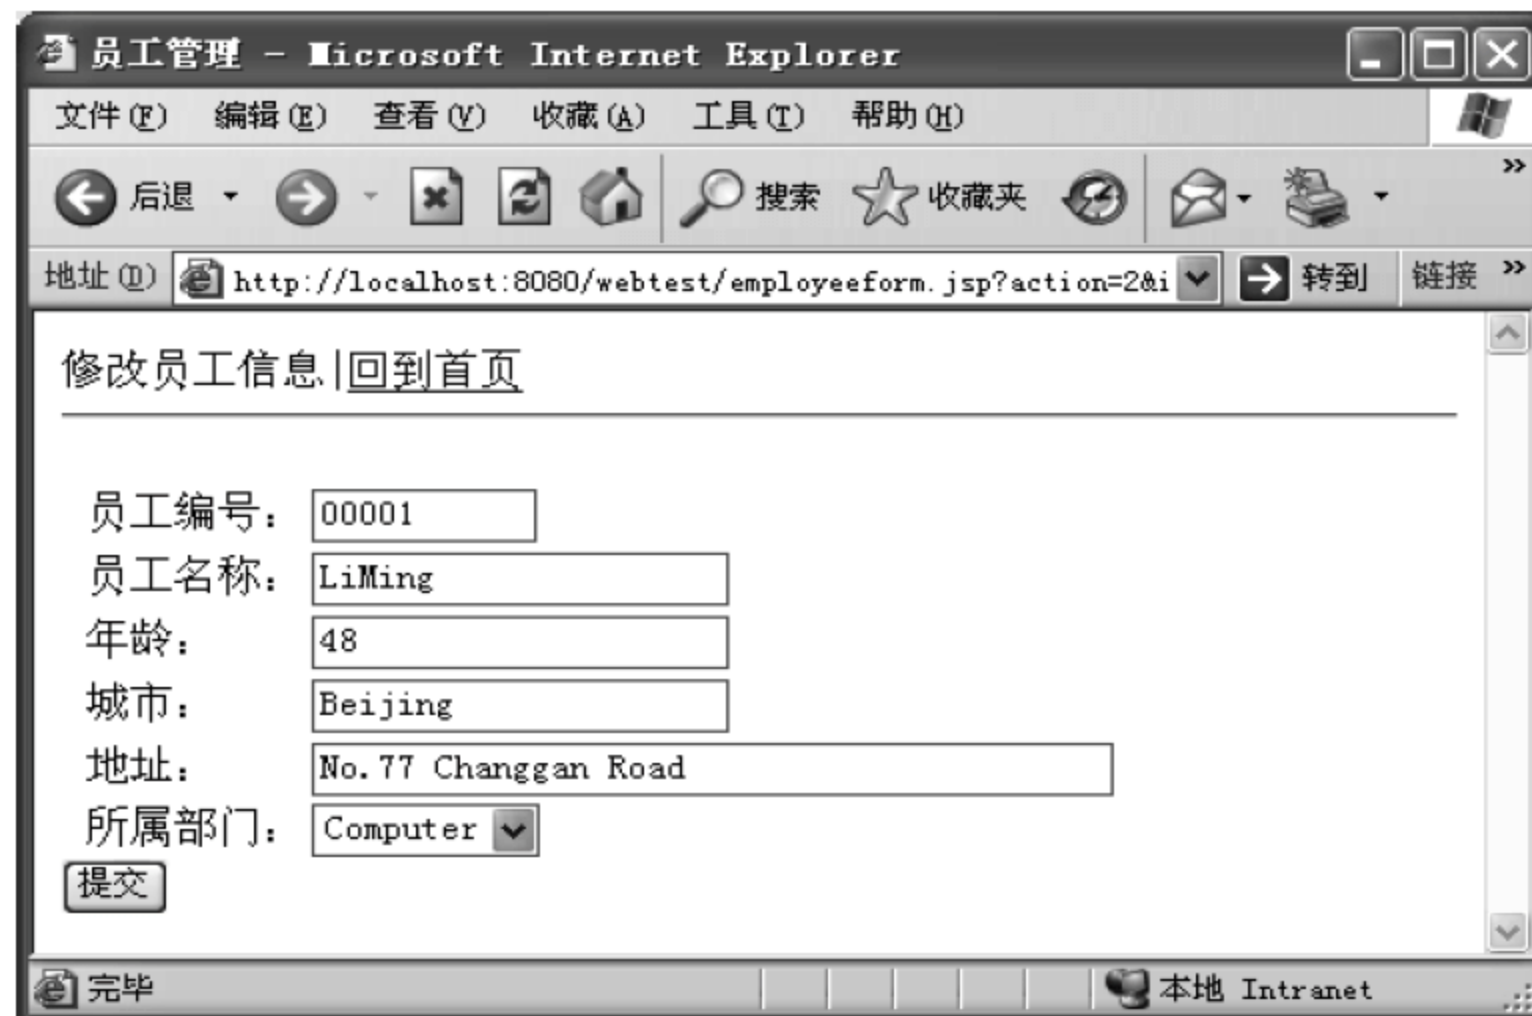 员工管理 - Microsoft Internet Explorer
文件(F) 编辑(E) 查看(V) 收藏(A) 工具(T) 帮助(H)
后退 搜索 收藏夹 »
地址(D) http://localhost:8080/webtest/employeeform.jsp?action=2&i 转到 链接 »
修改员工信息|回到首页
员工编号: 00001
员工名称: LiMing
年龄: 48
城市: Beijing
地址: No.77 Changgan Road
所属部门: Computer
提交
完毕 本地 Intranet